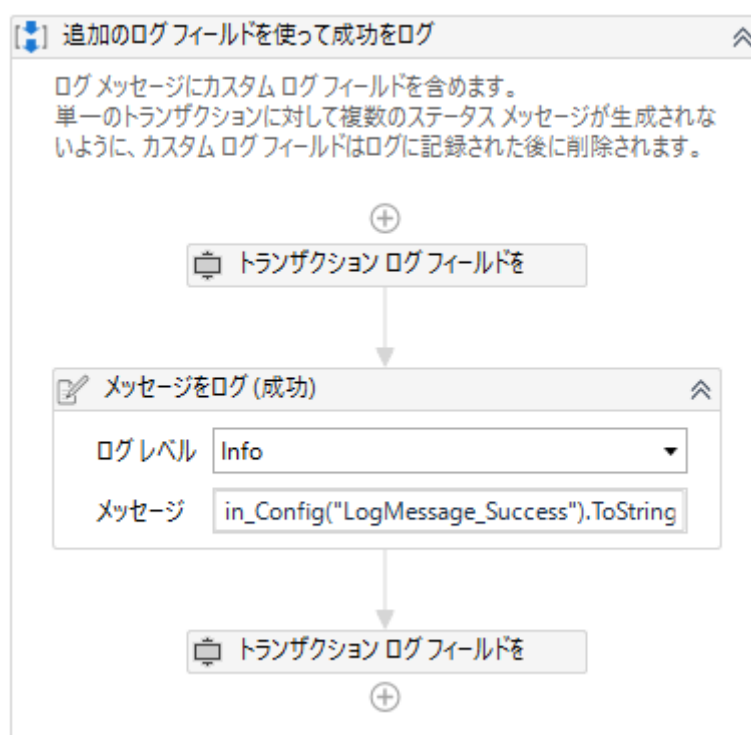 追加のログ フィールドを使って成功をログ
ログ メッセージにカスタム ログ フィールドを含めます。
単一のトランザクションに対して複数のステータス メッセージが生成されな
いように、カスタム ログ フィールドはログに記録された後に削除されます。
トランザクション ログ フィールドを
メッセージをログ (成功)
ログ レベル Info
メッセージ in_Config("LogMessage_Success").ToString
トランザクション ログ フィールドを